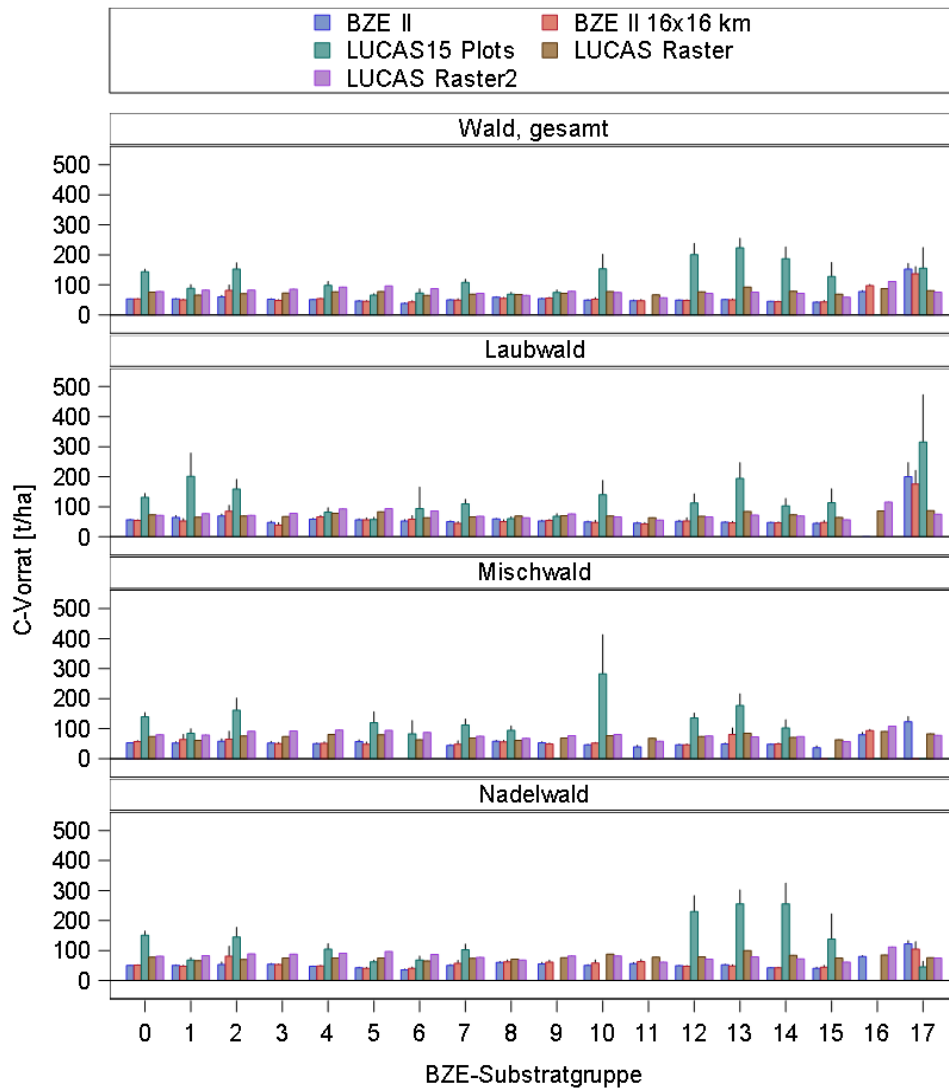 BZE II BZE II 16x16 km
LUCAS15 Plots LUCAS Raster
LUCAS Raster2
Wald, gesamt
500
400
300
200
100
0
Laubwald
500
400
300
200
100
0
Mischwald
500
400
300
200
100
0
Nadelwald
500
400
300
200
100
0
C-Vorrat [t/ha]
0 1 2 3 4 5 6 7 8 9 10 11 12 13 14 15 16 17
BZE-Substratgruppe